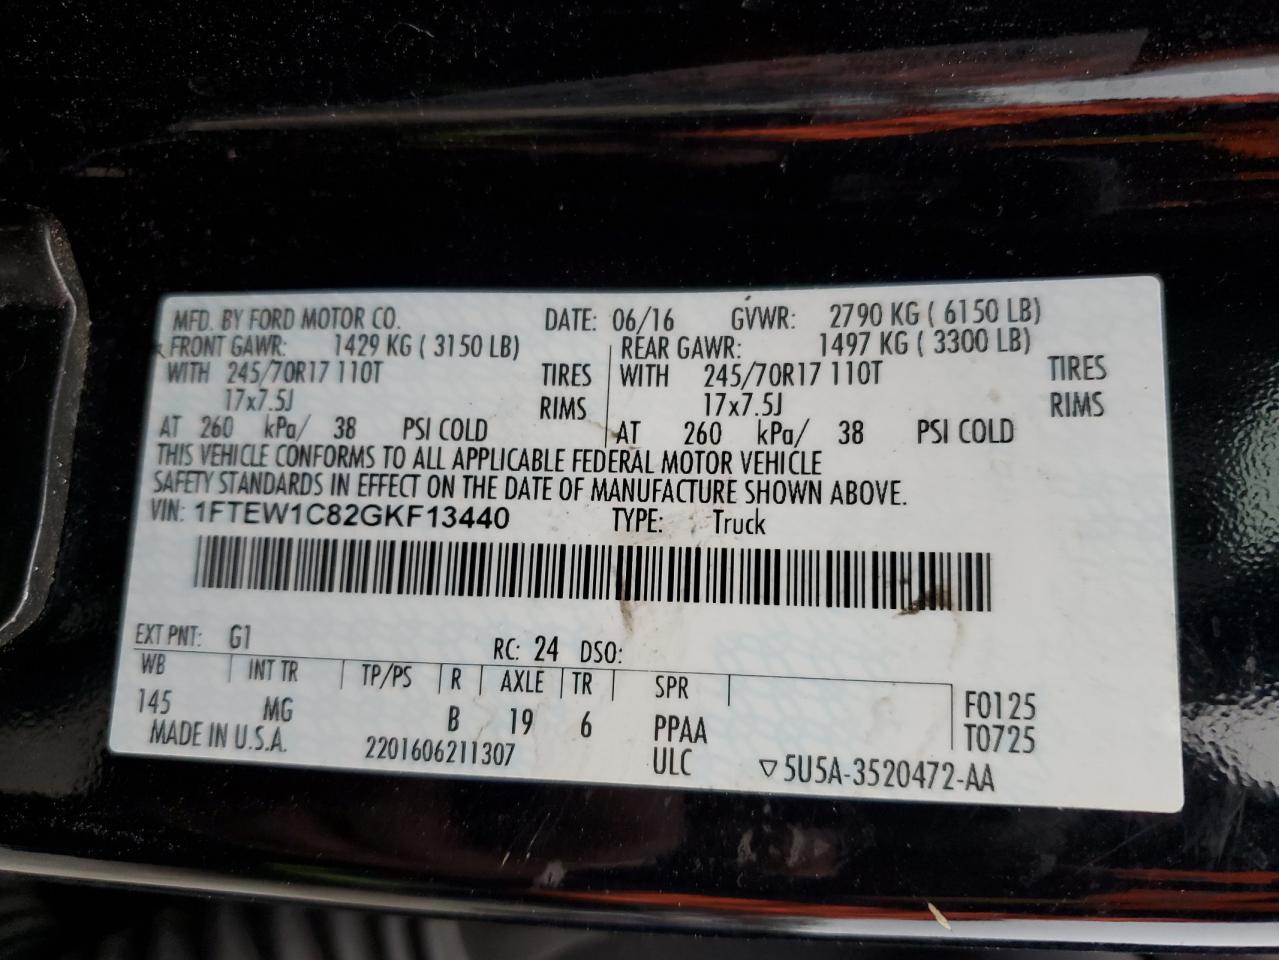 MFD. BY FORD MOTOR CO. DATE: 06/16 GVWR: 2790 KG ( 6150 LB)
FRONT GAWR: 1429 KG ( 3150 LB) REAR GAWR: 1497 KG ( 3300 LB)
WITH 245/70R17 110T TIRES WITH 245/70R17 110T TIRES
17x7.5J RIMS 17x7.5J RIMS
AT 260 kPa/ 38 PSI COLD AT 260 kPa/ 38 PSI COLD
THIS VEHICLE CONFORMS TO ALL APPLICABLE FEDERAL MOTOR VEHICLE
SAFETY STANDARDS IN EFFECT ON THE DATE OF MANUFACTURE SHOWN ABOVE.
VIN: 1FTEW1C82GKF13440 TYPE: Truck
EXT PNT: G1 RC: 24 DSO:
WB INT TR TP/PS R AXLE TR SPR F0125
145 MG B 19 6 PPAA T0725
MADE IN U.S.A. 2201606211307 ULC ▽5U5A-3520472-AA